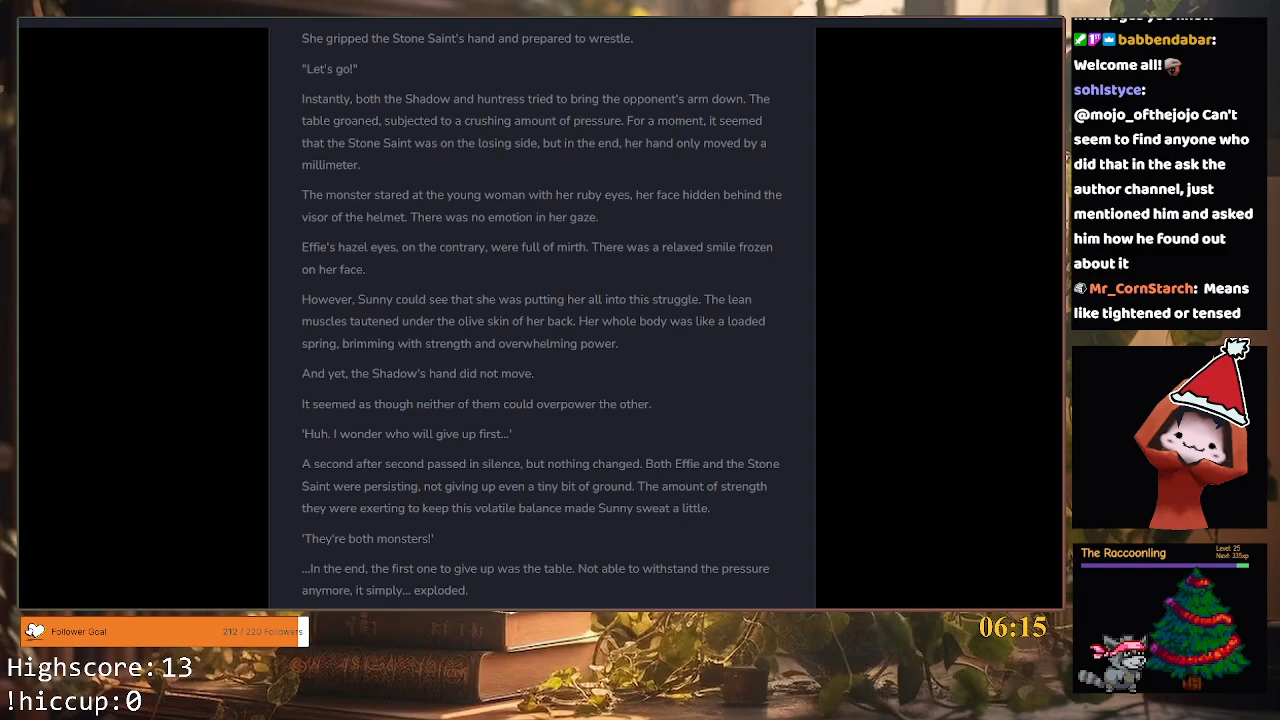 She gripped the Stone Saint's hand and prepared to wrestle.
"Let's go!"
Instantly, both the Shadow and huntress tried to bring the opponent's arm down. The
table groaned, subjected to a crushing amount of pressure. For a moment, it seemed
that the Stone Saint was on the losing side, but in the end, her hand only moved by a
millimeter.
The monster stared at the young woman with her ruby eyes, her face hidden behind the
visor of the helmet. There was no emotion in her gaze.
Effie's hazel eyes, on the contrary, were full of mirth. There was a relaxed smile frozen
on her face.
However, Sunny could see that she was putting her all into this struggle. The lean
muscles tautened under the olive skin of her back. Her whole body was like a loaded
spring, brimming with strength and overwhelming power.
And yet, the Shadow's hand did not move.
It seemed as though neither of them could overpower the other.
'Huh. I wonder who will give up first...'
A second after second passed in silence, but nothing changed. Both Effie and the Stone
Saint were persisting, not giving up even a tiny bit of ground. The amount of strength
they were exerting to keep this volatile balance made Sunny sweat a little.
'They're both monsters!'
...In the end, the first one to give up was the table. Not able to withstand the pressure
anymore, it simply... exploded.
babbendabar:
Welcome all!
sohlstyce:
@mojo_ofthejojo Can't
seem to find anyone who
did that in the ask the
author channel, just
mentioned him and asked
him how he found out
about it
Mr_CornStarch: Means
like tightened or tensed
The Raccoonling
Level: 25
Next: 335xp
Follower Goal
212 / 220 Followers
06:15
Highscore:13
!hiccup:0